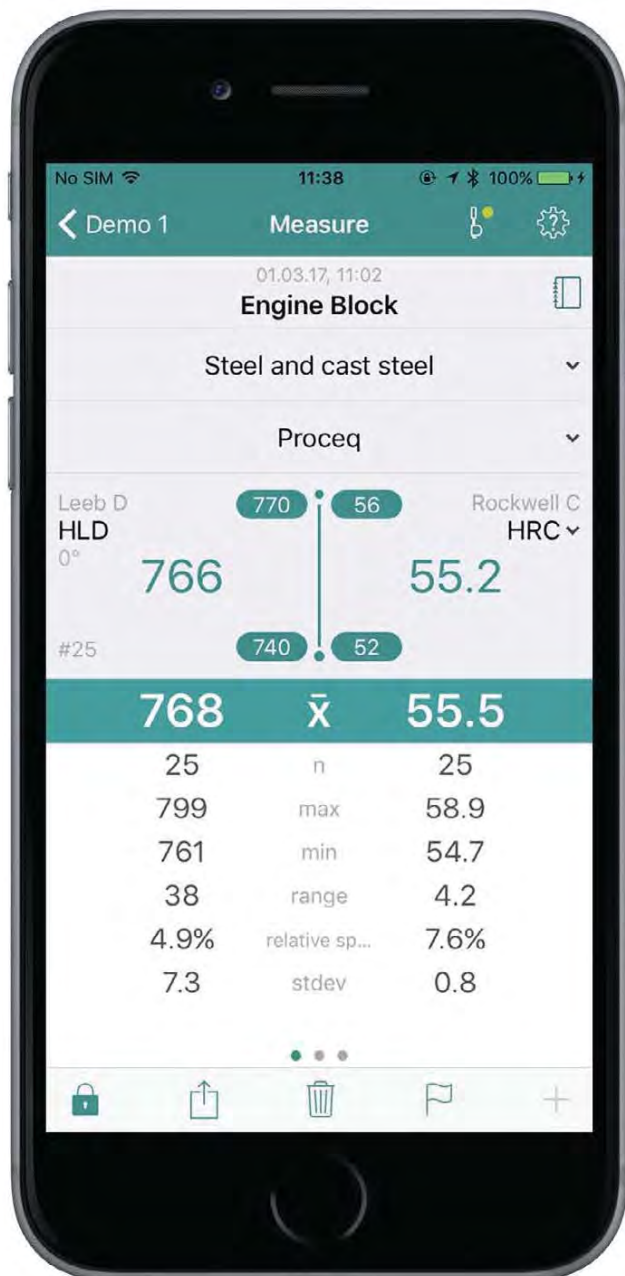 No SIM 11:38 100%
Demo 1 Measure
01.03.17, 11:02
Engine Block
Steel and cast steel
Proceq
Leeb D 770 56 Rockwell C
HLD HRC
0° 766 55.2
#25 740 52
768 x̄ 55.5
25 n 25
799 max 58.9
761 min 54.7
38 range 4.2
4.9% relative sp... 7.6%
7.3 stdev 0.8